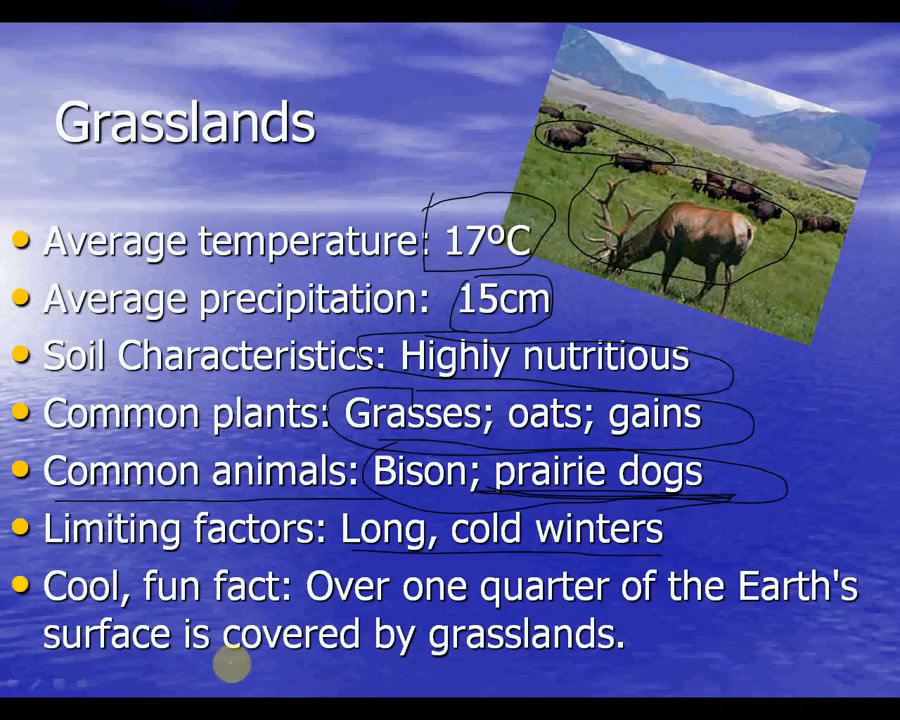 Grasslands
Average temperature: 17ºC
Average precipitation: 15cm
Soil Characteristics: Highly nutritious
Common plants: Grasses; oats; gains
Common animals: Bison; prairie dogs
Limiting factors: Long, cold winters
Cool, fun fact: Over one quarter of the Earth's
surface is covered by grasslands.